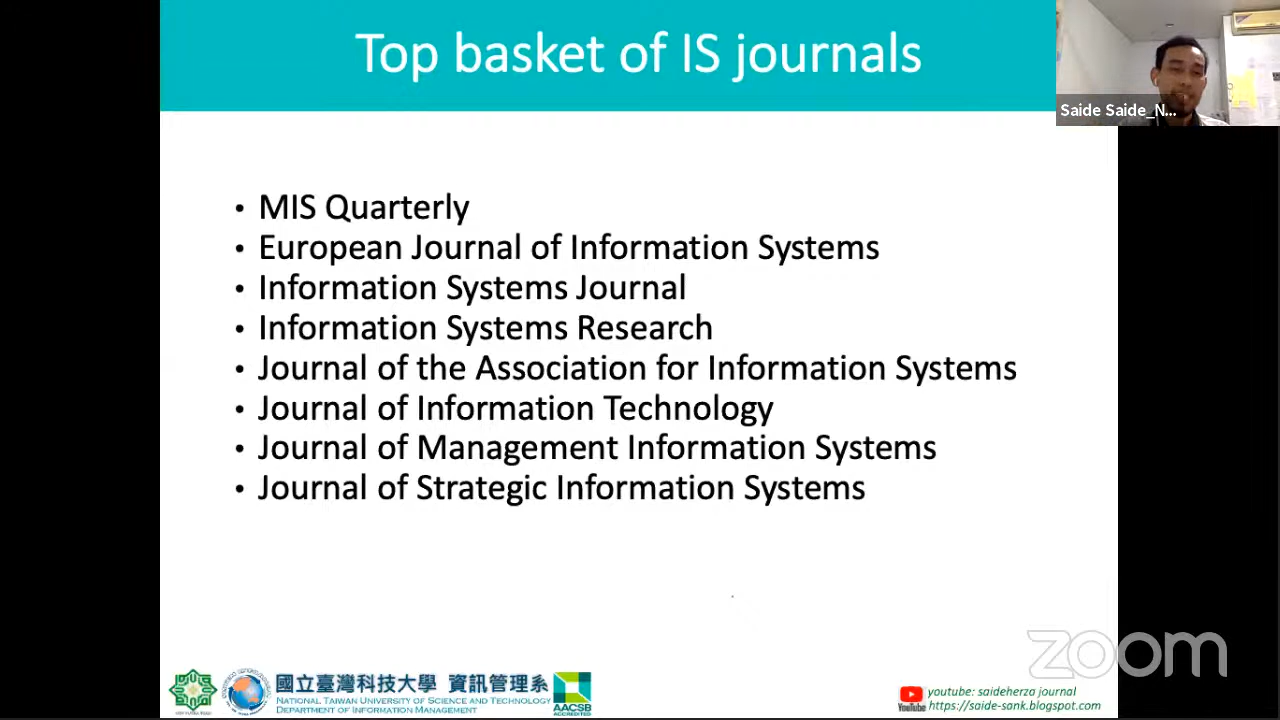 Top basket of IS journals
Saide Saide_N...
• MIS Quarterly
• European Journal of Information Systems
• Information Systems Journal
• Information Systems Research
• Journal of the Association for Information Systems
• Journal of Information Technology
• Journal of Management Information Systems
• Journal of Strategic Information Systems
zoom
國立臺灣科技大學 資訊管理系
NATIONAL TAIWAN UNIVERSITY OF SCIENCE AND TECHNOLOGY
DEPARTMENT OF INFORMATION MANAGEMENT
AACSB
ACCREDITED
YouTube
youtube: saideherza journal
https://saide-sank.blogspot.com